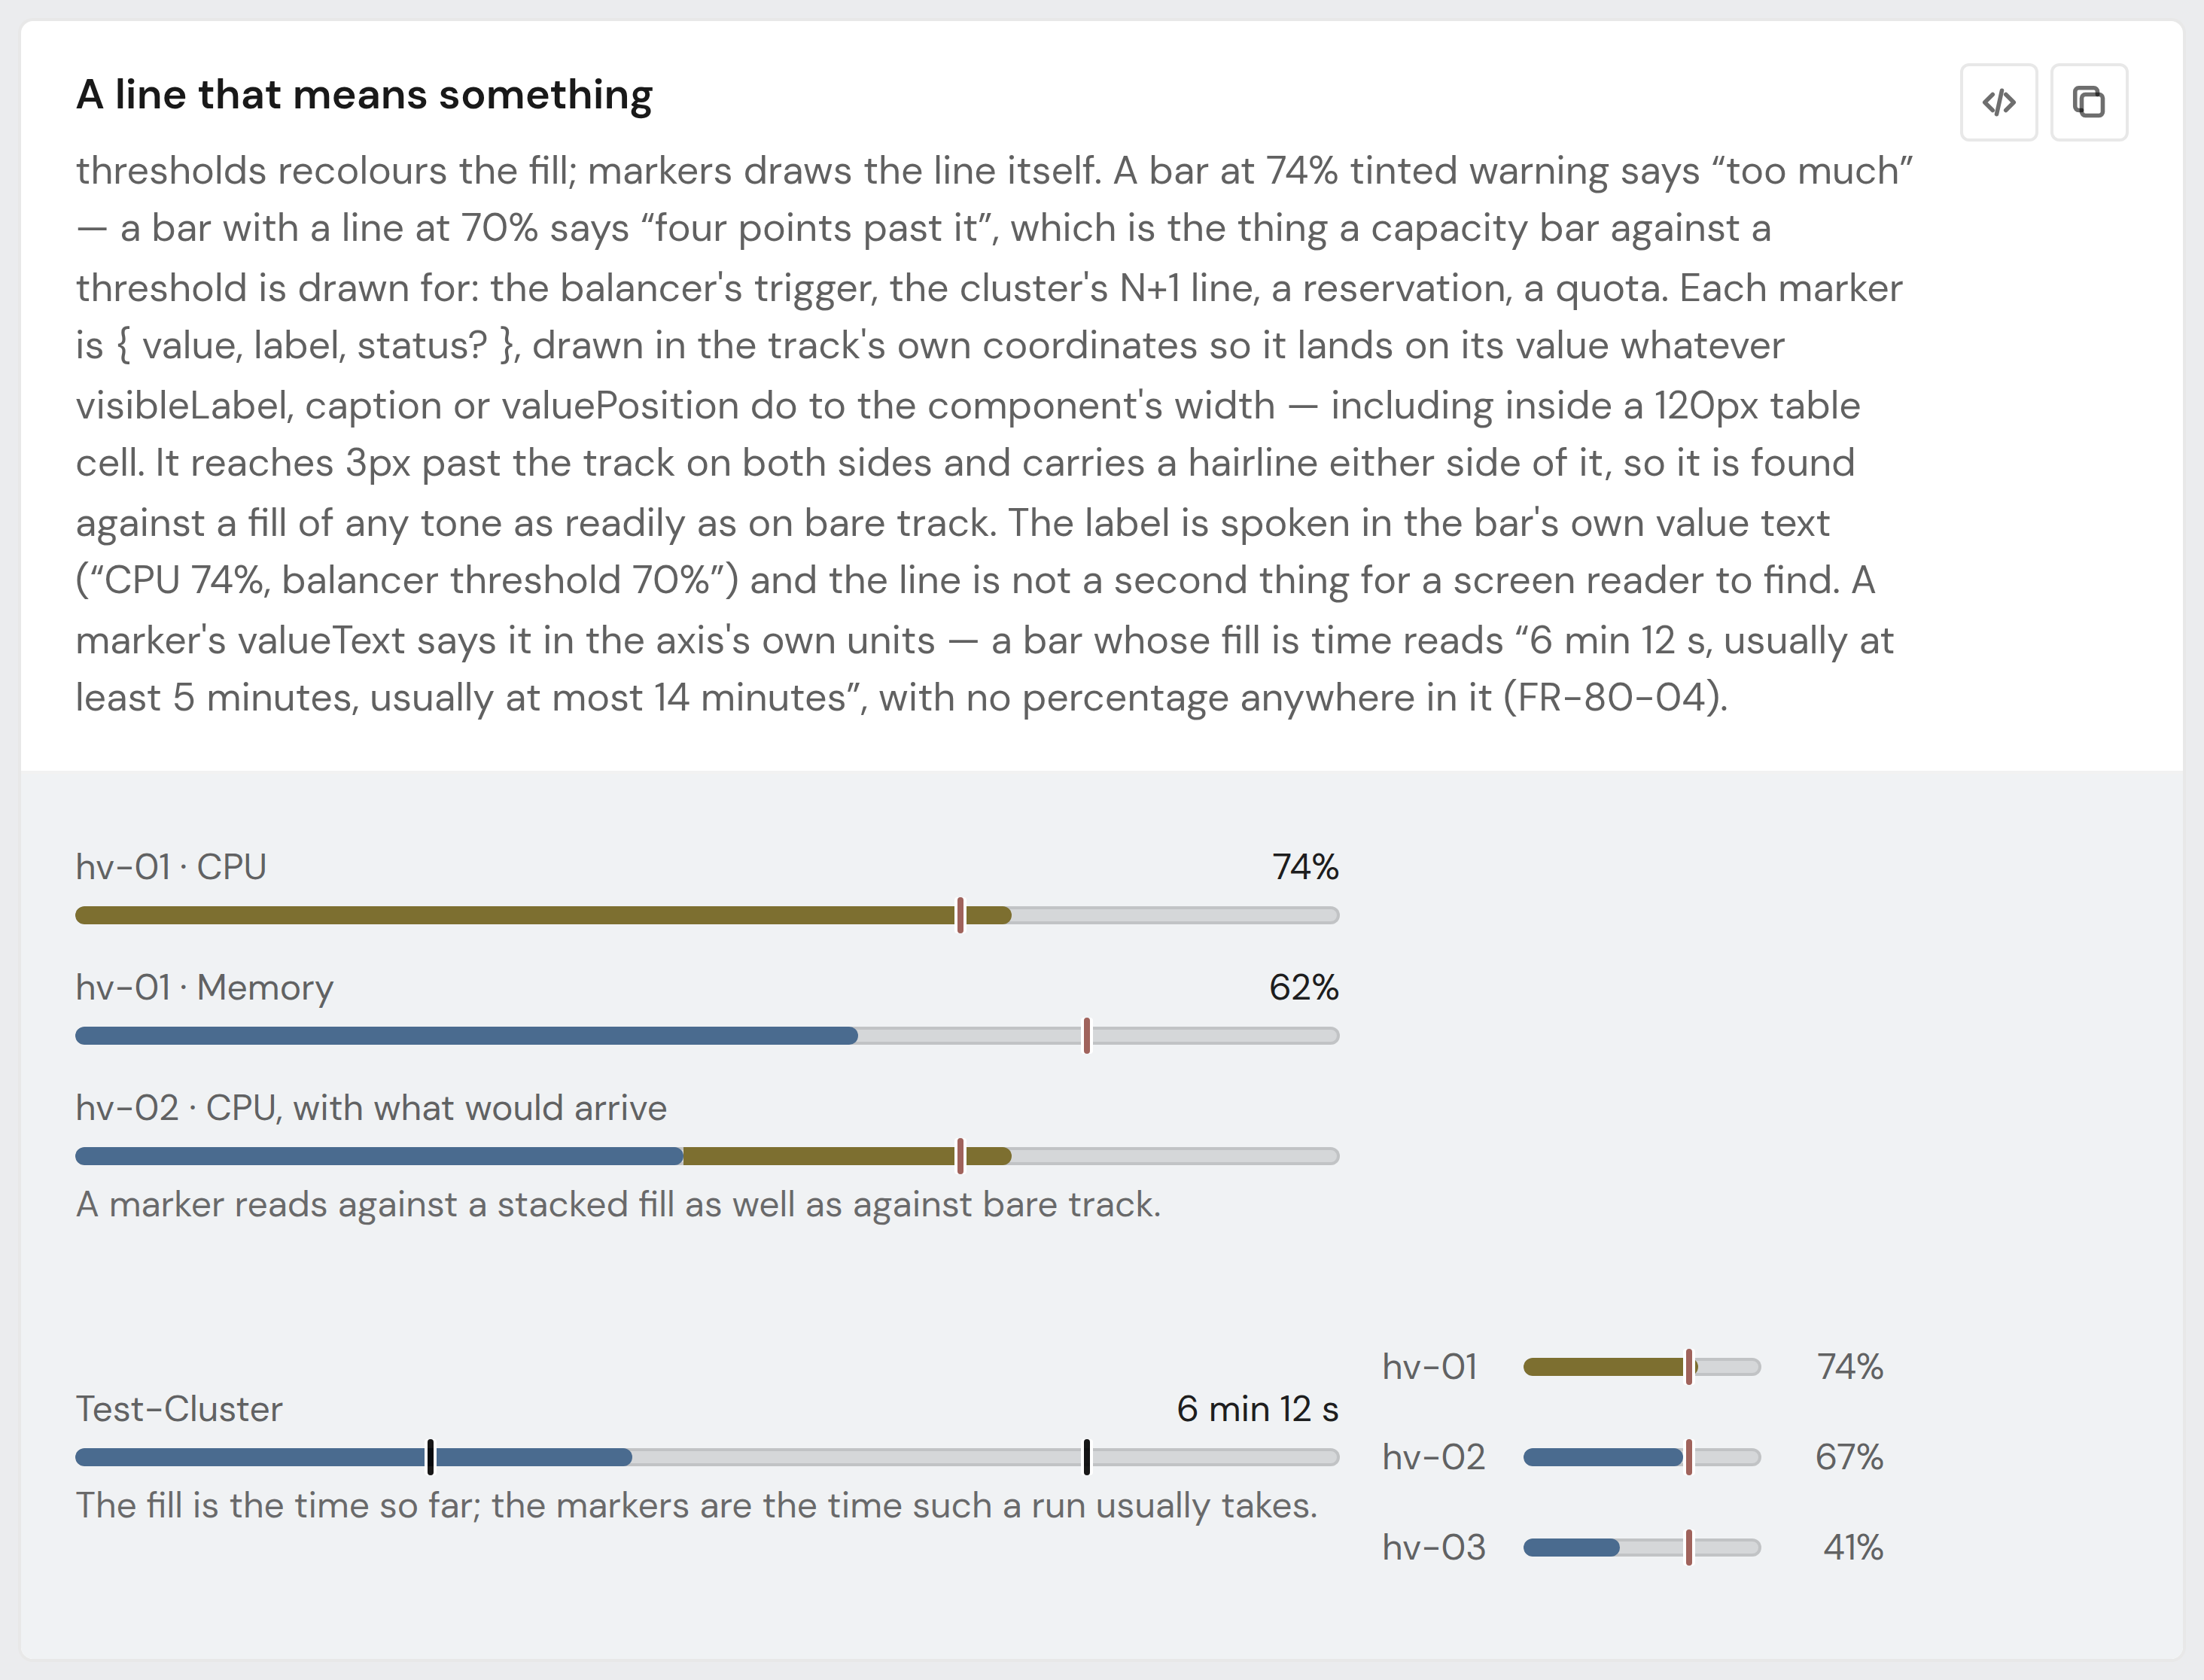 A line that means something
thresholds recolours the fill; markers draws the line itself. A bar at 74% tinted warning says “too much”
— a bar with a line at 70% says “four points past it”, which is the thing a capacity bar against a
threshold is drawn for: the balancer's trigger, the cluster's N+1 line, a reservation, a quota. Each marker
is { value, label, status? }, drawn in the track's own coordinates so it lands on its value whatever
visibleLabel, caption or valuePosition do to the component's width — including inside a 120px table
cell. It reaches 3px past the track on both sides and carries a hairline either side of it, so it is found
against a fill of any tone as readily as on bare track. The label is spoken in the bar's own value text
(“CPU 74%, balancer threshold 70%”) and the line is not a second thing for a screen reader to find. A
marker's valueText says it in the axis's own units — a bar whose fill is time reads “6 min 12 s, usually at
least 5 minutes, usually at most 14 minutes”, with no percentage anywhere in it (FR-80-04).
hv-01 · CPU 74%
hv-01 · Memory 62%
hv-02 · CPU, with what would arrive
A marker reads against a stacked fill as well as against bare track.
Test-Cluster 6 min 12 s
The fill is the time so far; the markers are the time such a run usually takes.
hv-01 74%
hv-02 67%
hv-03 41%